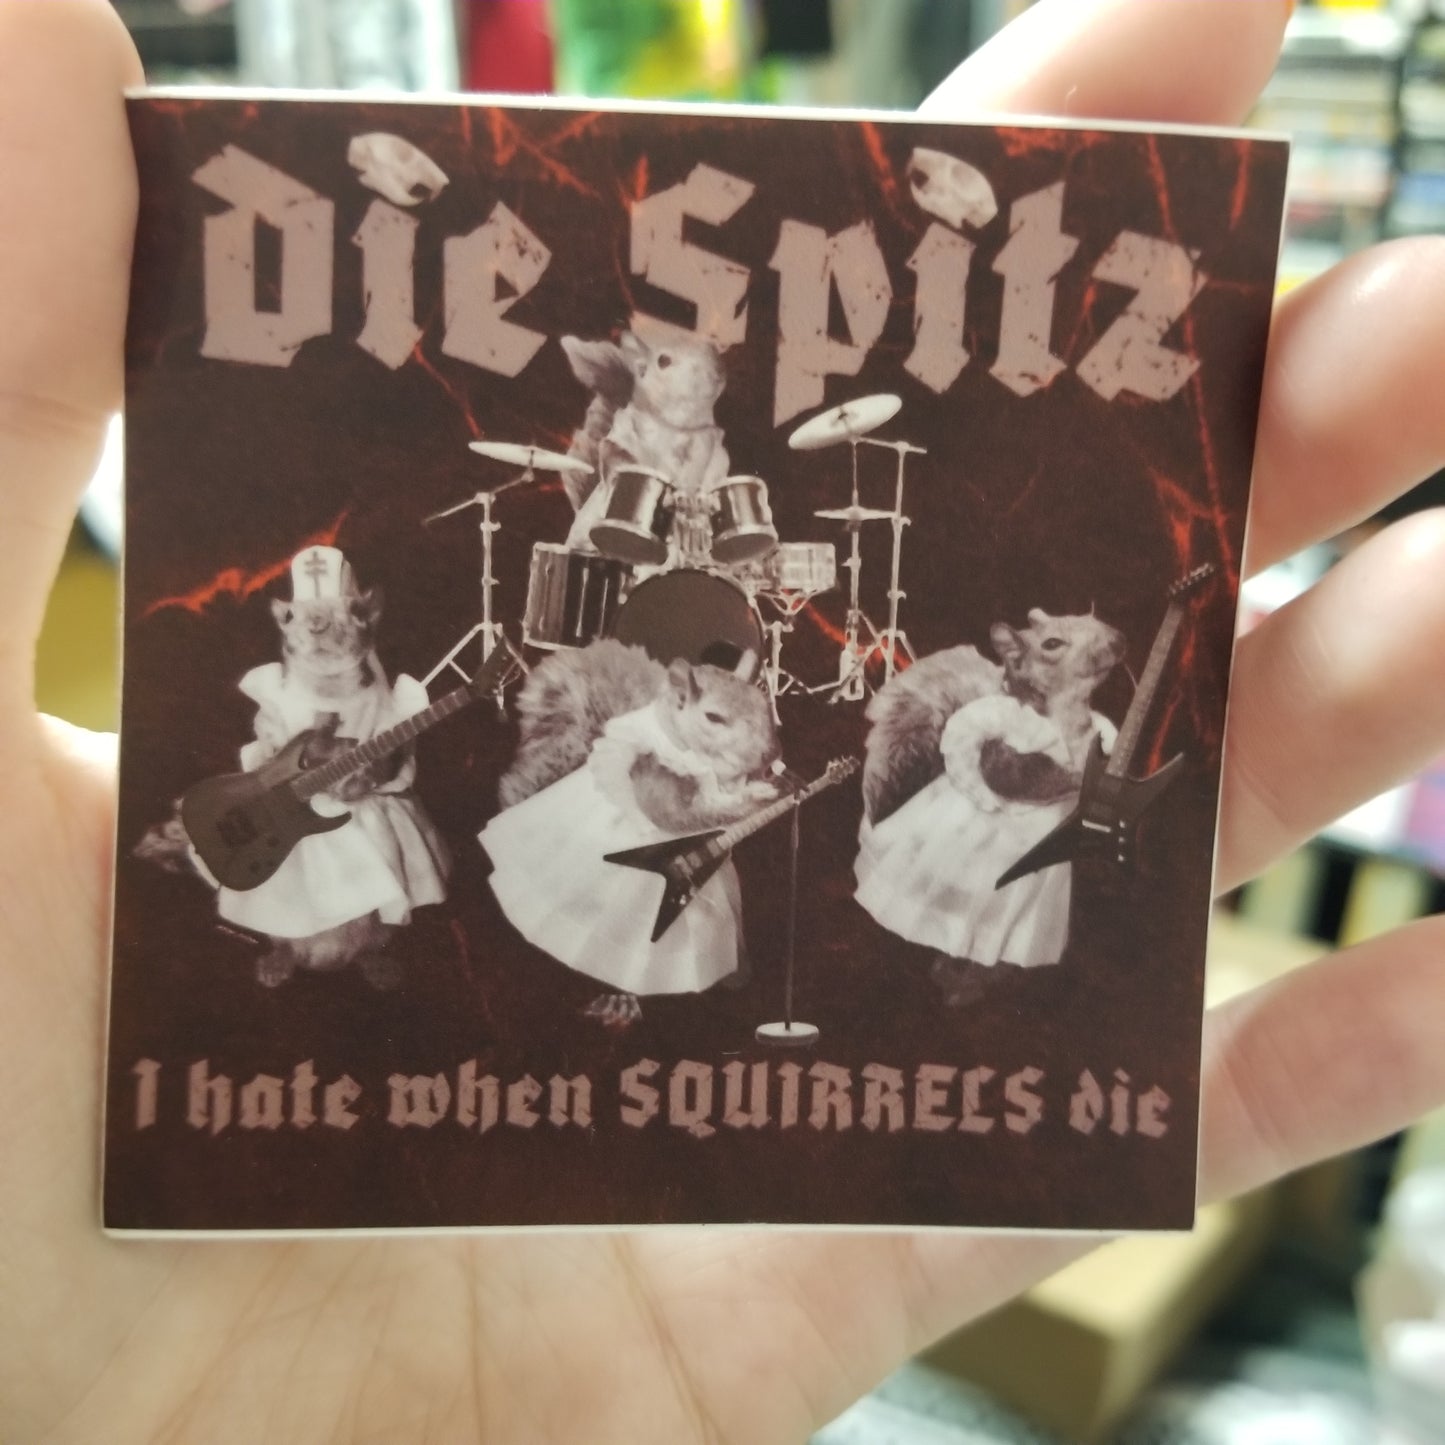 die Spitz
I hate when SQUIRRELS die